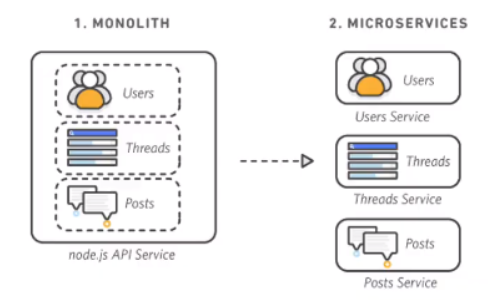 1. MONOLITH
Users
Threads
Posts
node.js API Service
2. MICROSERVICES
Users
Users Service
Threads
Threads Service
Posts
Posts Service